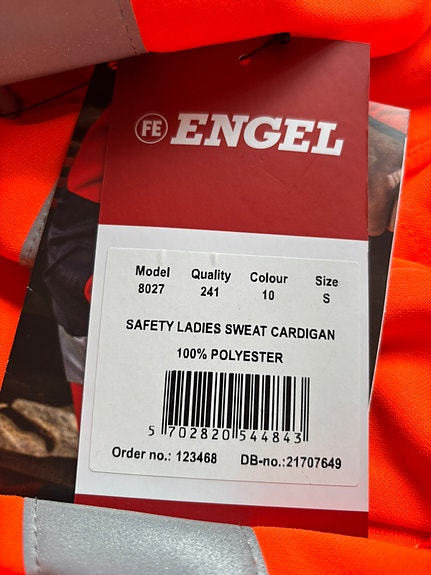 FE ENGEL
Model Quality Colour Size
8027 241 10 S
SAFETY LADIES SWEAT CARDIGAN
100% POLYESTER
5 702820 544843
Order no.: 123468 DB-no.:21707649